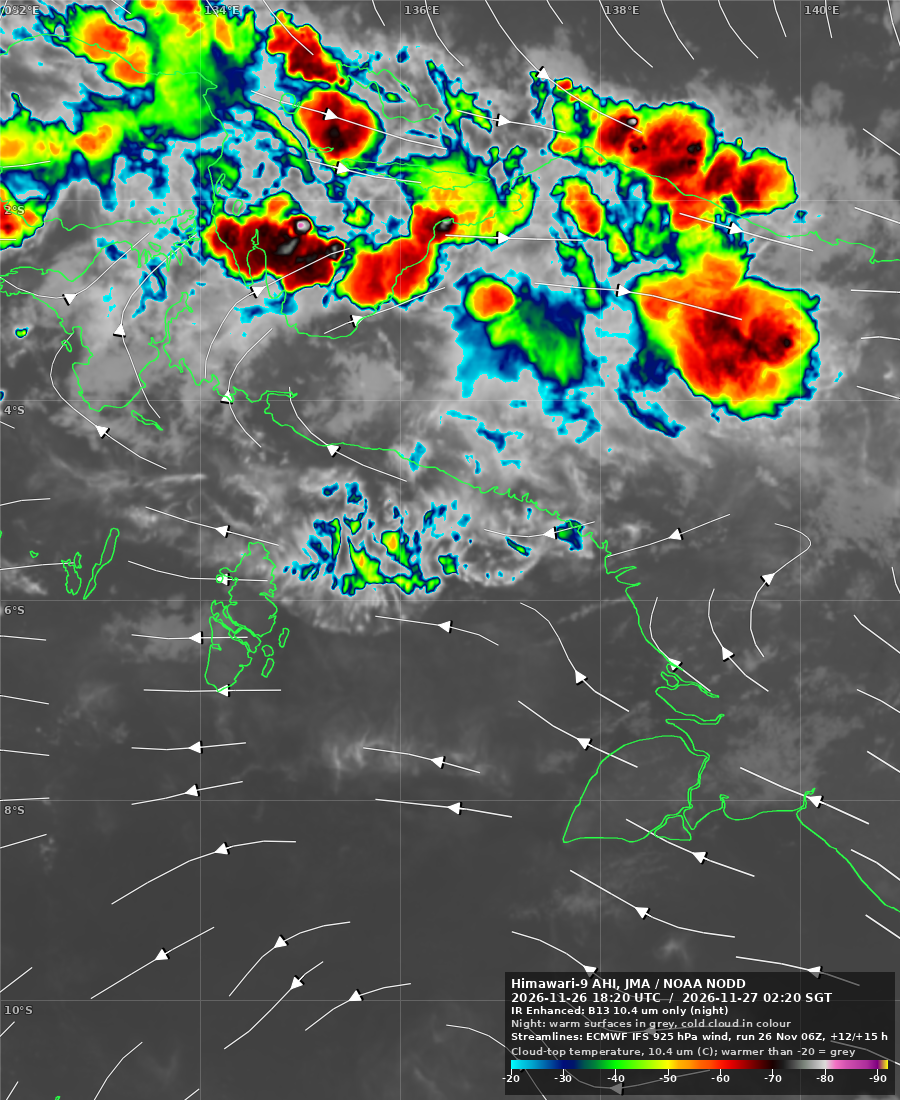 0°2°E 134°E 136°E 138°E 140°E
2°S
4°S
6°S
8°S
10°S
Himawari-9 AHI, JMA / NOAA NODD
2026-11-26 18:20 UTC / 2026-11-27 02:20 SGT
IR Enhanced: B13 10.4 um only (night)
Night: warm surfaces in grey, cold cloud in colour
Streamlines: ECMWF IFS 925 hPa wind, run 26 Nov 06Z, +12/+15 h
Cloud-top temperature, 10.4 um (C); warmer than -20 = grey
-20 -30 -40 -50 -60 -70 -80 -90